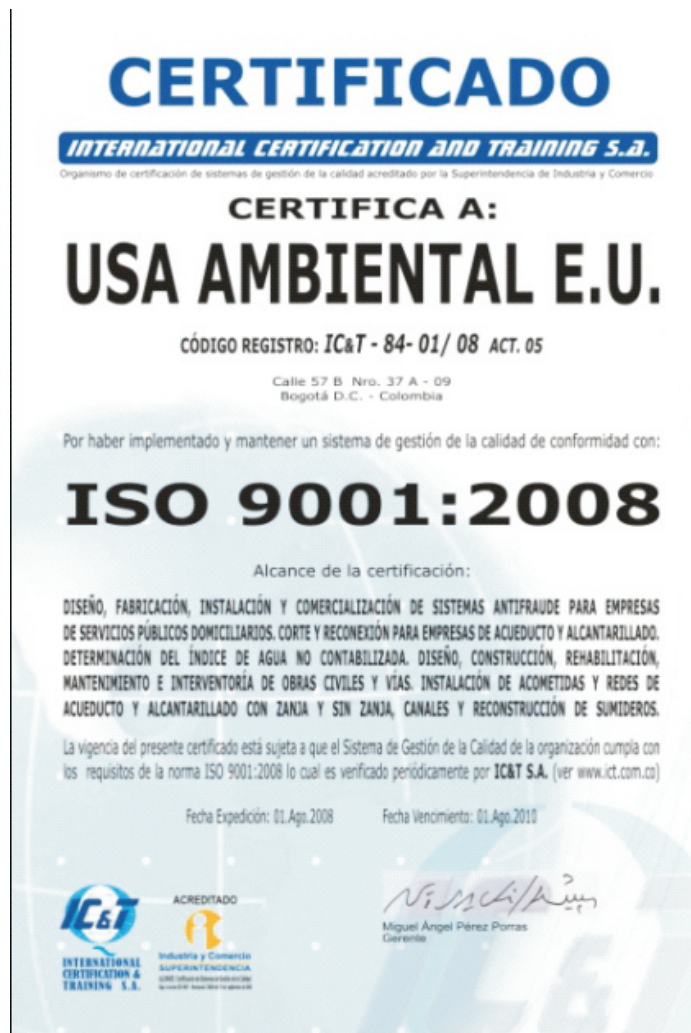 CERTIFICADO
INTERNATIONAL CERTIFICATION AND TRAINING S.a.
Organismo de certificación de sistemas de gestión de la calidad acreditado por la Superintendencia de Industria y Comercio
CERTIFICA A:
USA AMBIENTAL E.U.
CÓDIGO REGISTRO: IC&T - 84- 01/ 08 ACT. 05
Calle 57 B Nro. 37 A - 09
Bogotá D.C. - Colombia
Por haber implementado y mantener un sistema de gestión de la calidad de conformidad con:
ISO 9001:2008
Alcance de la certificación:
DISEÑO, FABRICACIÓN, INSTALACIÓN Y COMERCIALIZACIÓN DE SISTEMAS ANTIFRAUDE PARA EMPRESAS
DE SERVICIOS PÚBLICOS DOMICILIARIOS. CORTE Y RECONEXIÓN PARA EMPRESAS DE ACUEDUCTO Y ALCANTARILLADO.
DETERMINACIÓN DEL ÍNDICE DE AGUA NO CONTABILIZADA. DISEÑO, CONSTRUCCIÓN, REHABILITACIÓN,
MANTENIMIENTO E INTERVENTORÍA DE OBRAS CIVILES Y VÍAS. INSTALACIÓN DE ACOMETIDAS Y REDES DE
ACUEDUCTO Y ALCANTARILLADO CON ZANJA Y SIN ZANJA, CANALES Y RECONSTRUCCIÓN DE SUMIDEROS.
La vigencia del presente certificado está sujeta a que el Sistema de Gestión de la Calidad de la organización cumpla con
los requisitos de la norma ISO 9001:2008 lo cual es verificado periódicamente por IC&T S.A. (ver www.ict.com.co)
Fecha Expedición: 01.Ago.2008 Fecha Vencimiento: 01.Ago.2010
Miguel Ángel Pérez Porras
Gerente
IC&T
INTERNATIONAL
CERTIFICATION &
TRAINING S.A.
ACREDITADO
Industria y Comercio
SUPERINTENDENCIA